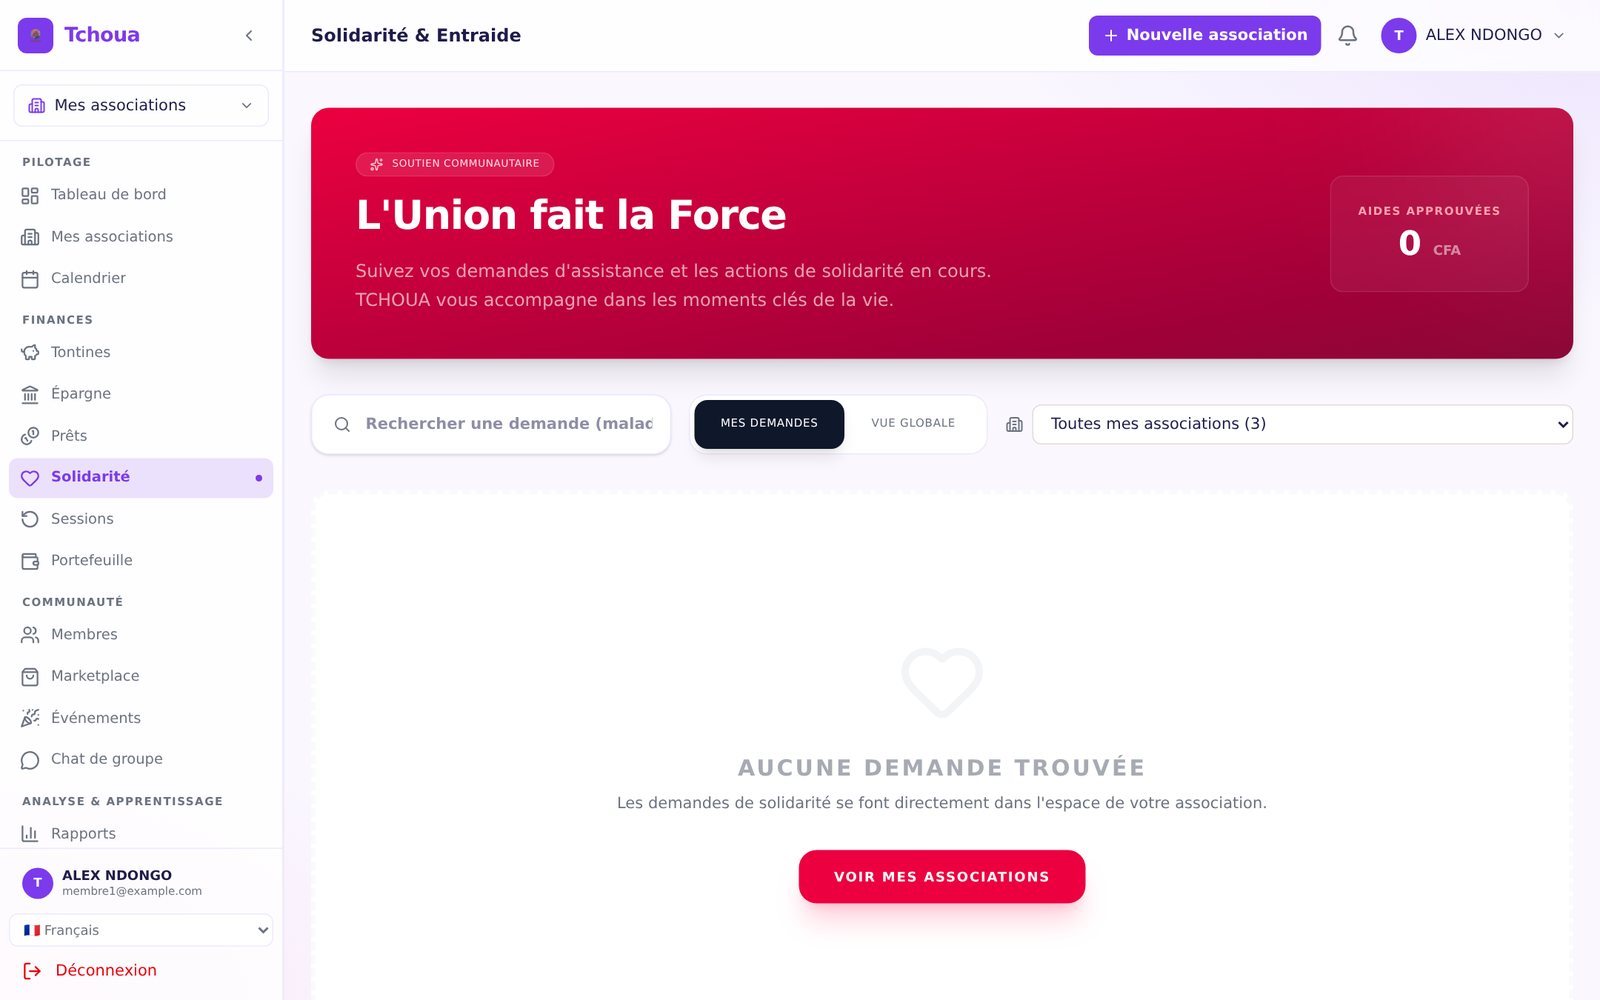 Tchoua
Mes associations
PILOTAGE
Tableau de bord
Mes associations
Calendrier
FINANCES
Tontines
Épargne
Prêts
Solidarité
Sessions
Portefeuille
COMMUNAUTÉ
Membres
Marketplace
Événements
Chat de groupe
ANALYSE & APPRENTISSAGE
Rapports
T
ALEX NDONGO
membre1@example.com
Français
Déconnexion
Solidarité & Entraide
Nouvelle association
T ALEX NDONGO
SOUTIEN COMMUNAUTAIRE
L'Union fait la Force
Suivez vos demandes d'assistance et les actions de solidarité en cours.
TCHOUA vous accompagne dans les moments clés de la vie.
AIDES APPROUVÉES
0 CFA
Rechercher une demande (malad
MES DEMANDES
VUE GLOBALE
Toutes mes associations (3)
AUCUNE DEMANDE TROUVÉE
Les demandes de solidarité se font directement dans l'espace de votre association.
VOIR MES ASSOCIATIONS